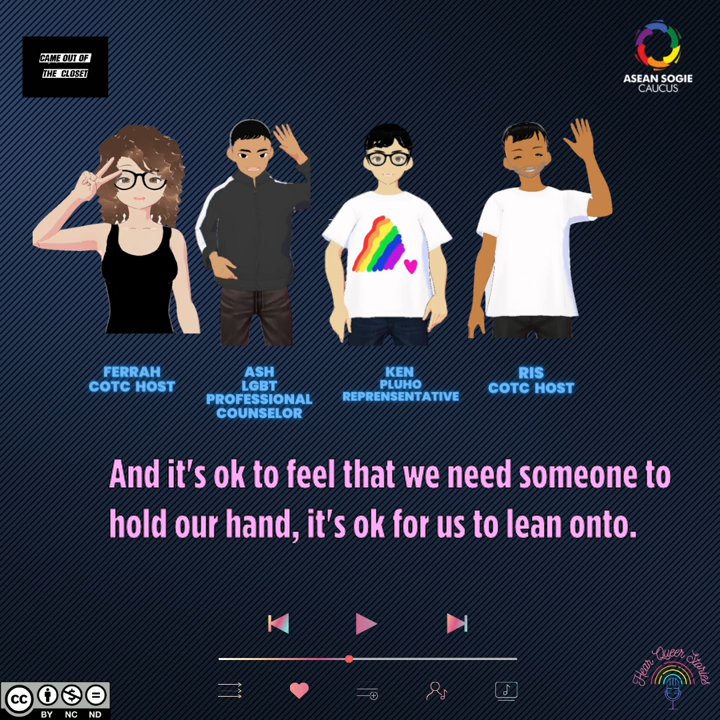 CAME OUT OF
THE CLOSET
ASEAN SOGIE
CAUCUS
FERRAH
COTC HOST
ASH
LGBT
PROFESSIONAL
COUNSELOR
KEN
PLUHO
REPRENSENTATIVE
RIS
COTC HOST
And it's ok to feel that we need someone to
hold our hand, it's ok for us to lean onto.
Hear Queer Stories
cc
BY NC ND